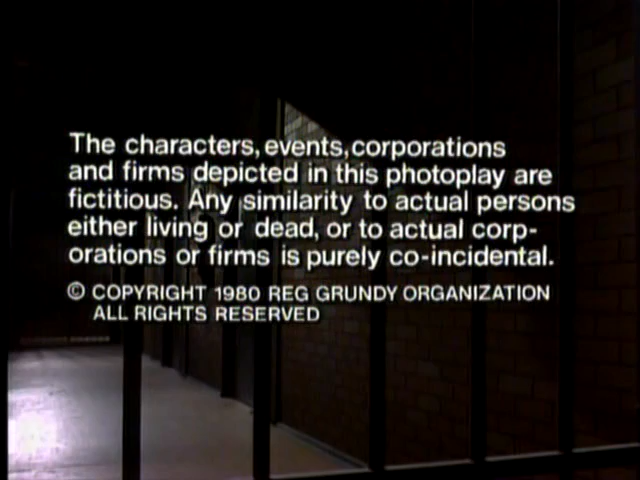 The characters, events, corporations
and firms depicted in this photoplay are
fictitious. Any similarity to actual persons
either living or dead, or to actual corp-
orations or firms is purely co-incidental.
© COPYRIGHT 1980 REG GRUNDY ORGANIZATION
ALL RIGHTS RESERVED